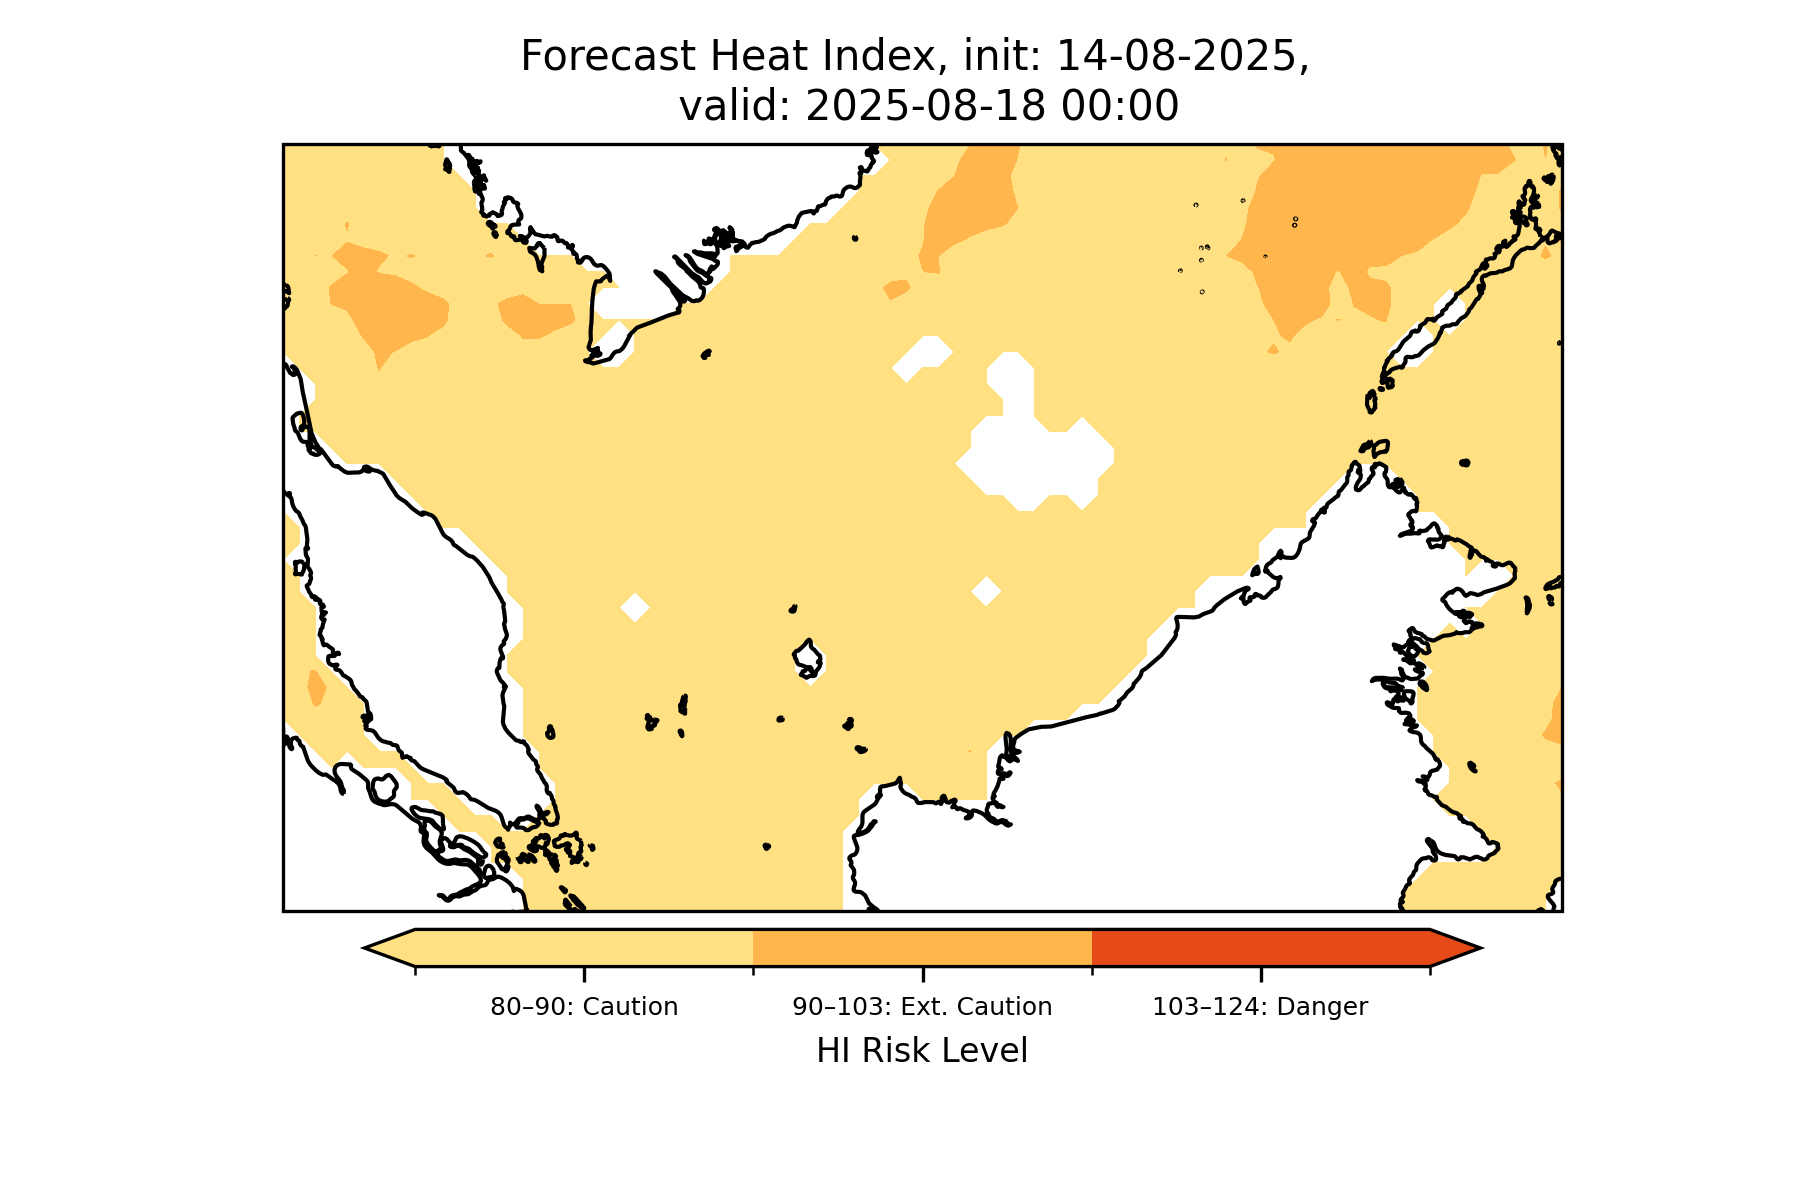 Forecast Heat Index, init: 14-08-2025,
valid: 2025-08-18 00:00
80–90: Caution
90–103: Ext. Caution
103–124: Danger
HI Risk Level